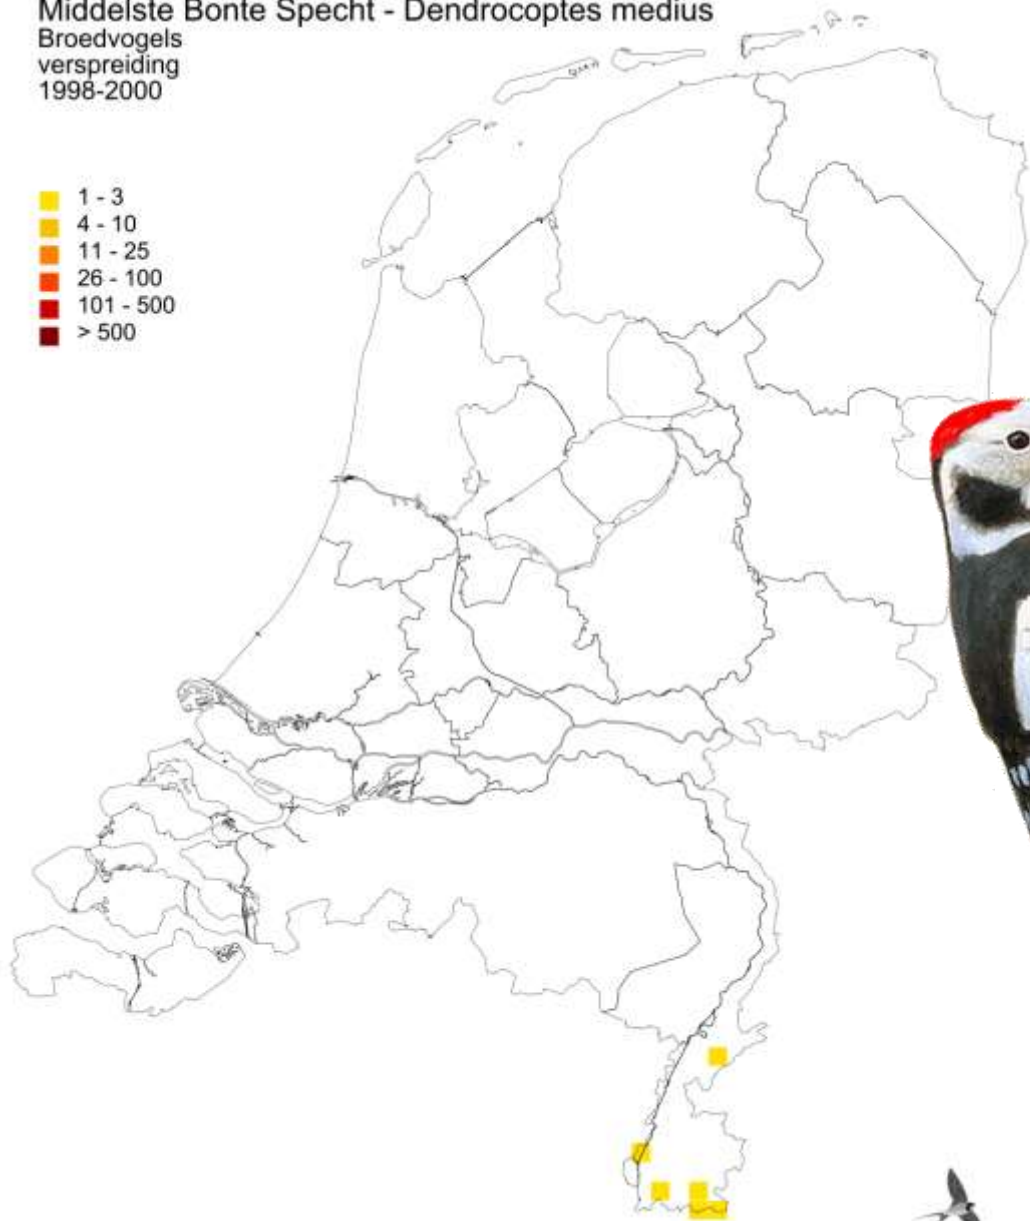 Middelste Bonte Specht - Dendrocoptes medius
Broedvogels
verspreiding
1998-2000
1 - 3
4 - 10
11 - 25
26 - 100
101 - 500
> 500